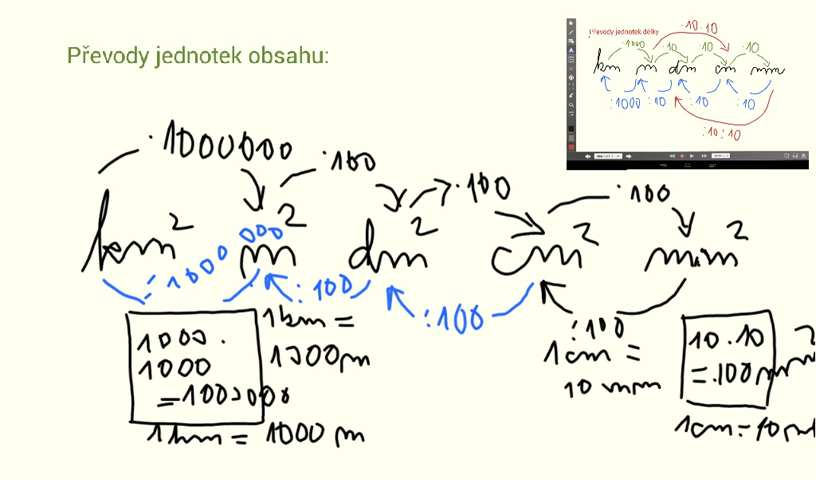 Převody jednotek obsahu:
Převody jednotek délky
.10.10
.1000 .10 .10 .10
km m dm cm mm
:1000 :10 :10 :10
:10:10
.1000000 .100 .100 .100
km² m² dm² cm² mm²
:1000 000 :100 :100 :100
1000.
1000
=1000000
1km =
1000m
1km = 1000 m
1cm =
10 mm
10.10
=.100mm²
1cm=10m